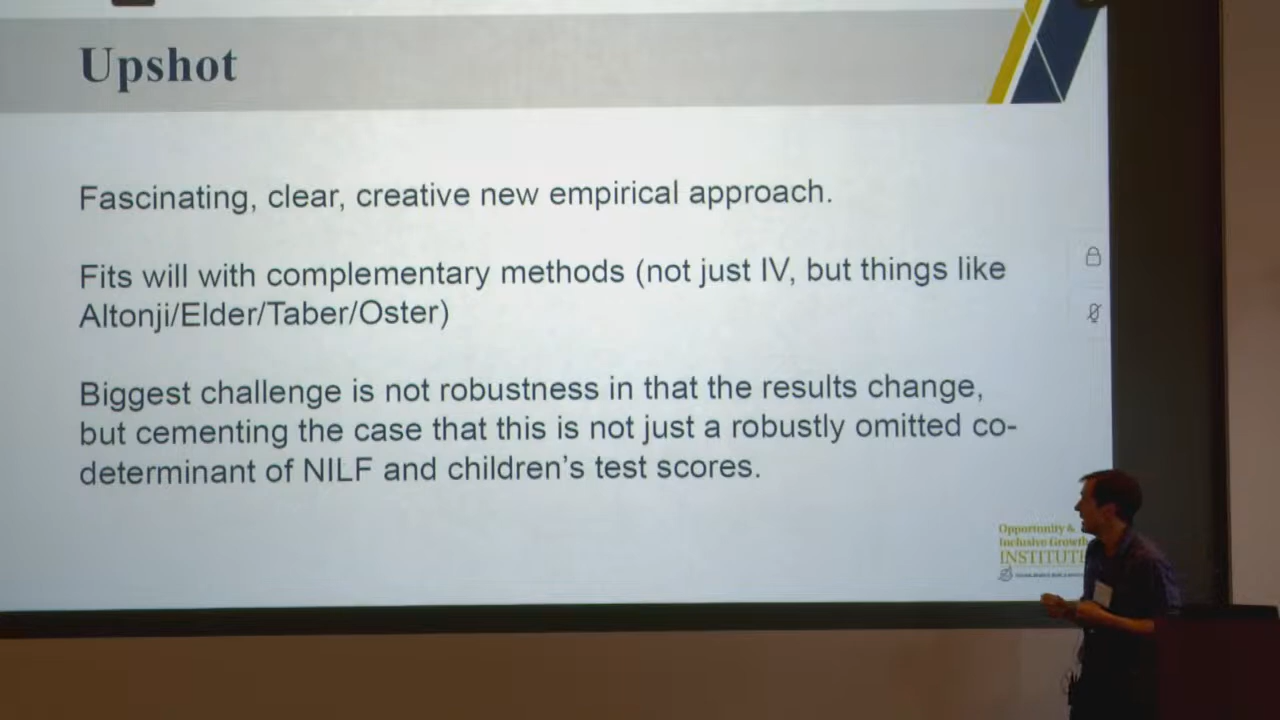 Upshot
Fascinating, clear, creative new empirical approach.
Fits will with complementary methods (not just IV, but things like
Altonji/Elder/Taber/Oster)
Biggest challenge is not robustness in that the results change,
but cementing the case that this is not just a robustly omitted co-
determinant of NILF and children's test scores.
Opportunity &
Inclusive Growth
INSTITUTE